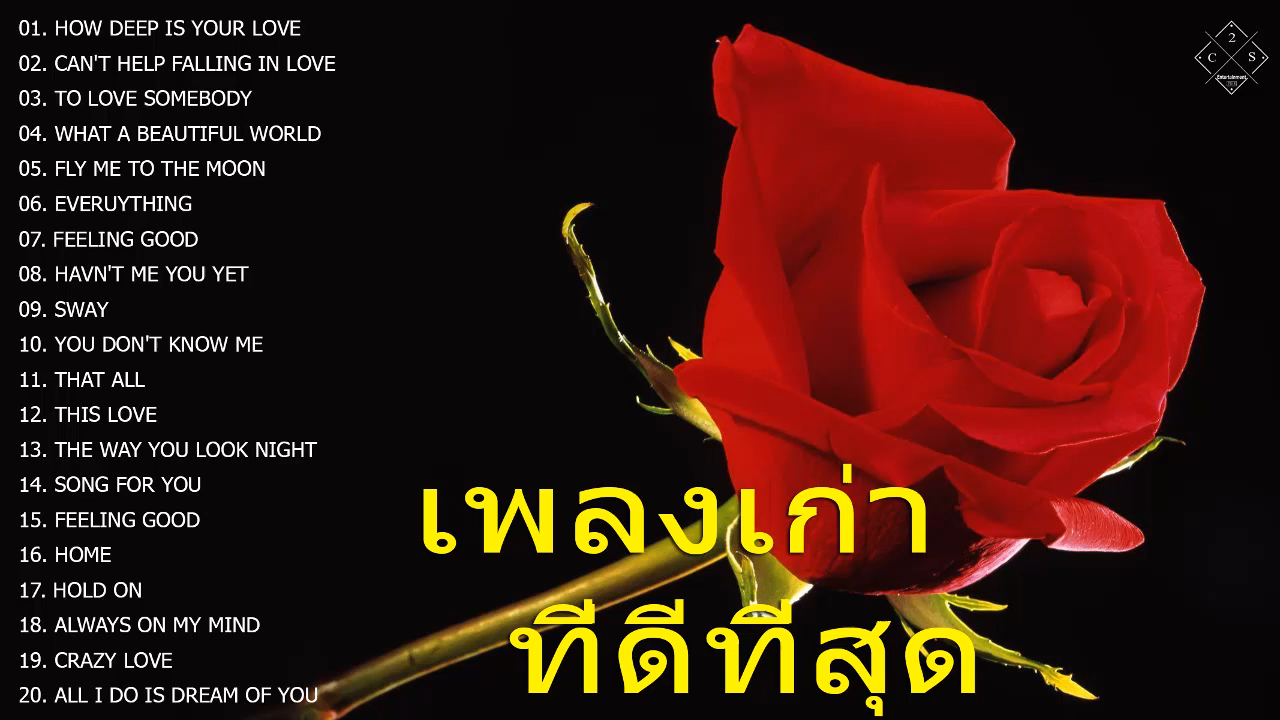 01. HOW DEEP IS YOUR LOVE
02. CAN'T HELP FALLING IN LOVE
03. TO LOVE SOMEBODY
04. WHAT A BEAUTIFUL WORLD
05. FLY ME TO THE MOON
06. EVERUYTHING
07. FEELING GOOD
08. HAVN'T ME YOU YET
09. SWAY
10. YOU DON'T KNOW ME
11. THAT ALL
12. THIS LOVE
13. THE WAY YOU LOOK NIGHT
14. SONG FOR YOU
15. FEELING GOOD
16. HOME
17. HOLD ON
18. ALWAYS ON MY MIND
19. CRAZY LOVE
20. ALL I DO IS DREAM OF YOU
2
C S
Entertainment
เพลงเก่า
ทีดีทีสุด